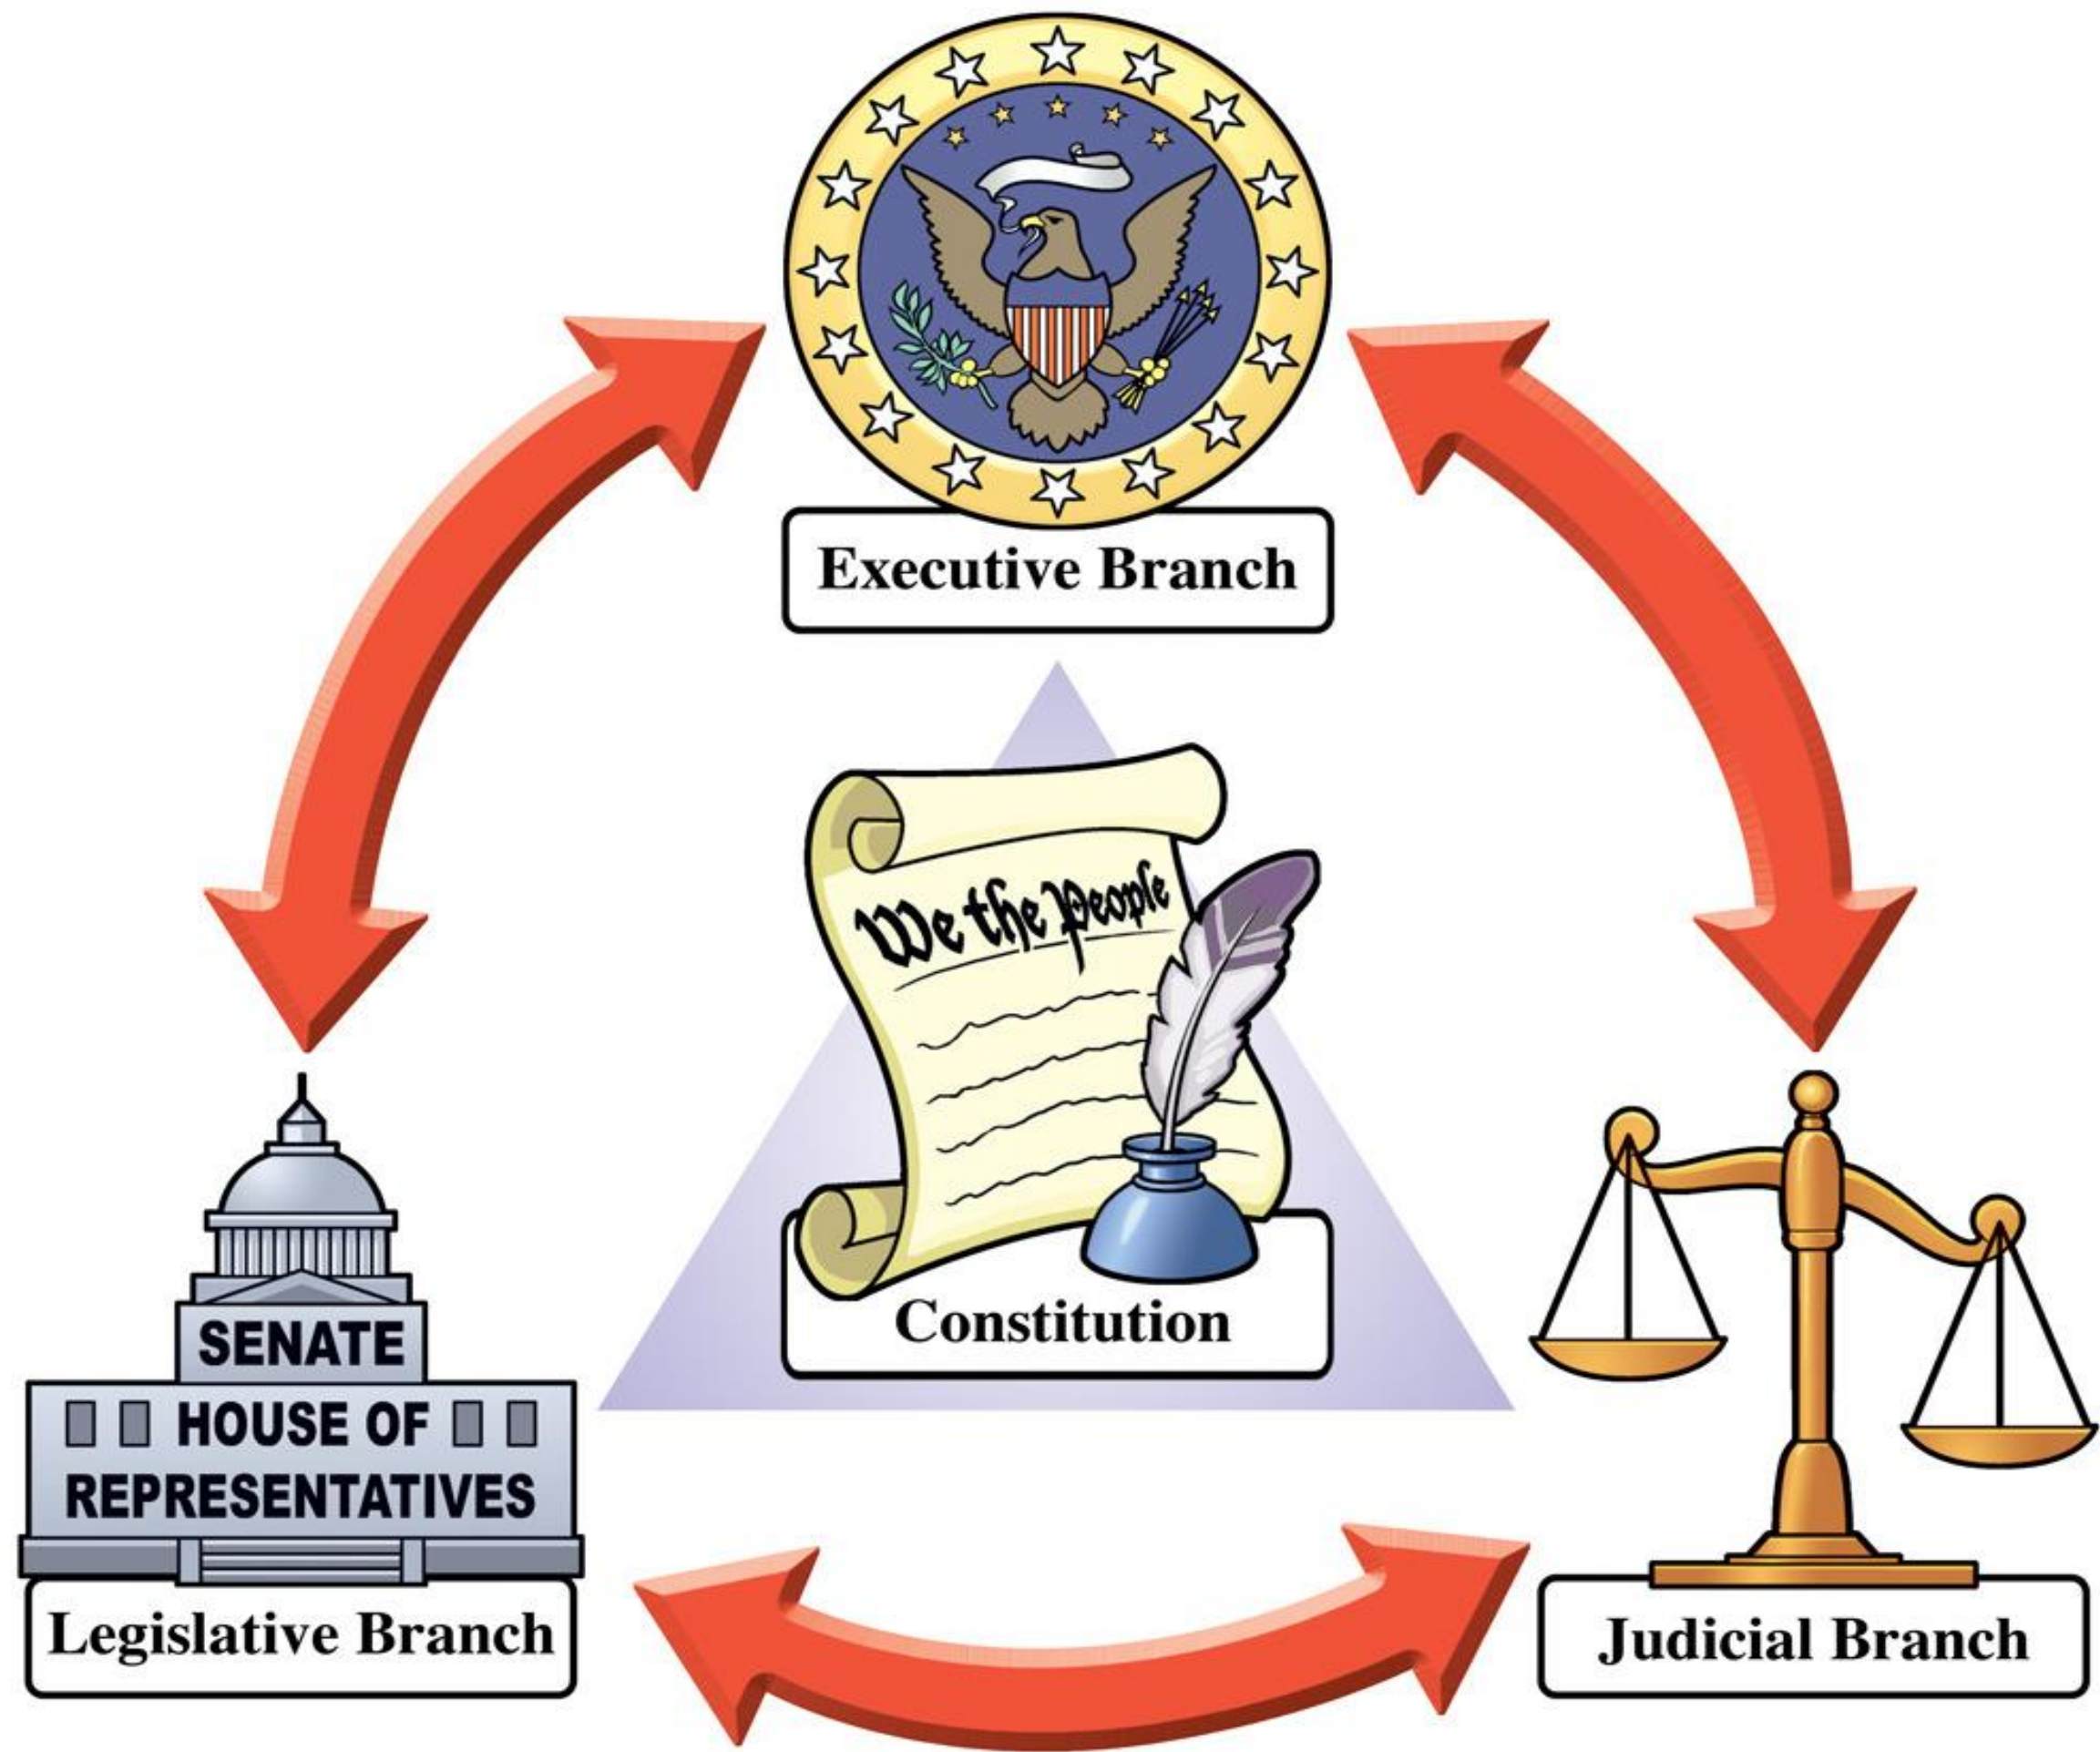 Executive Branch
We the People
Constitution
SENATE
HOUSE OF
REPRESENTATIVES
Legislative Branch
Judicial Branch